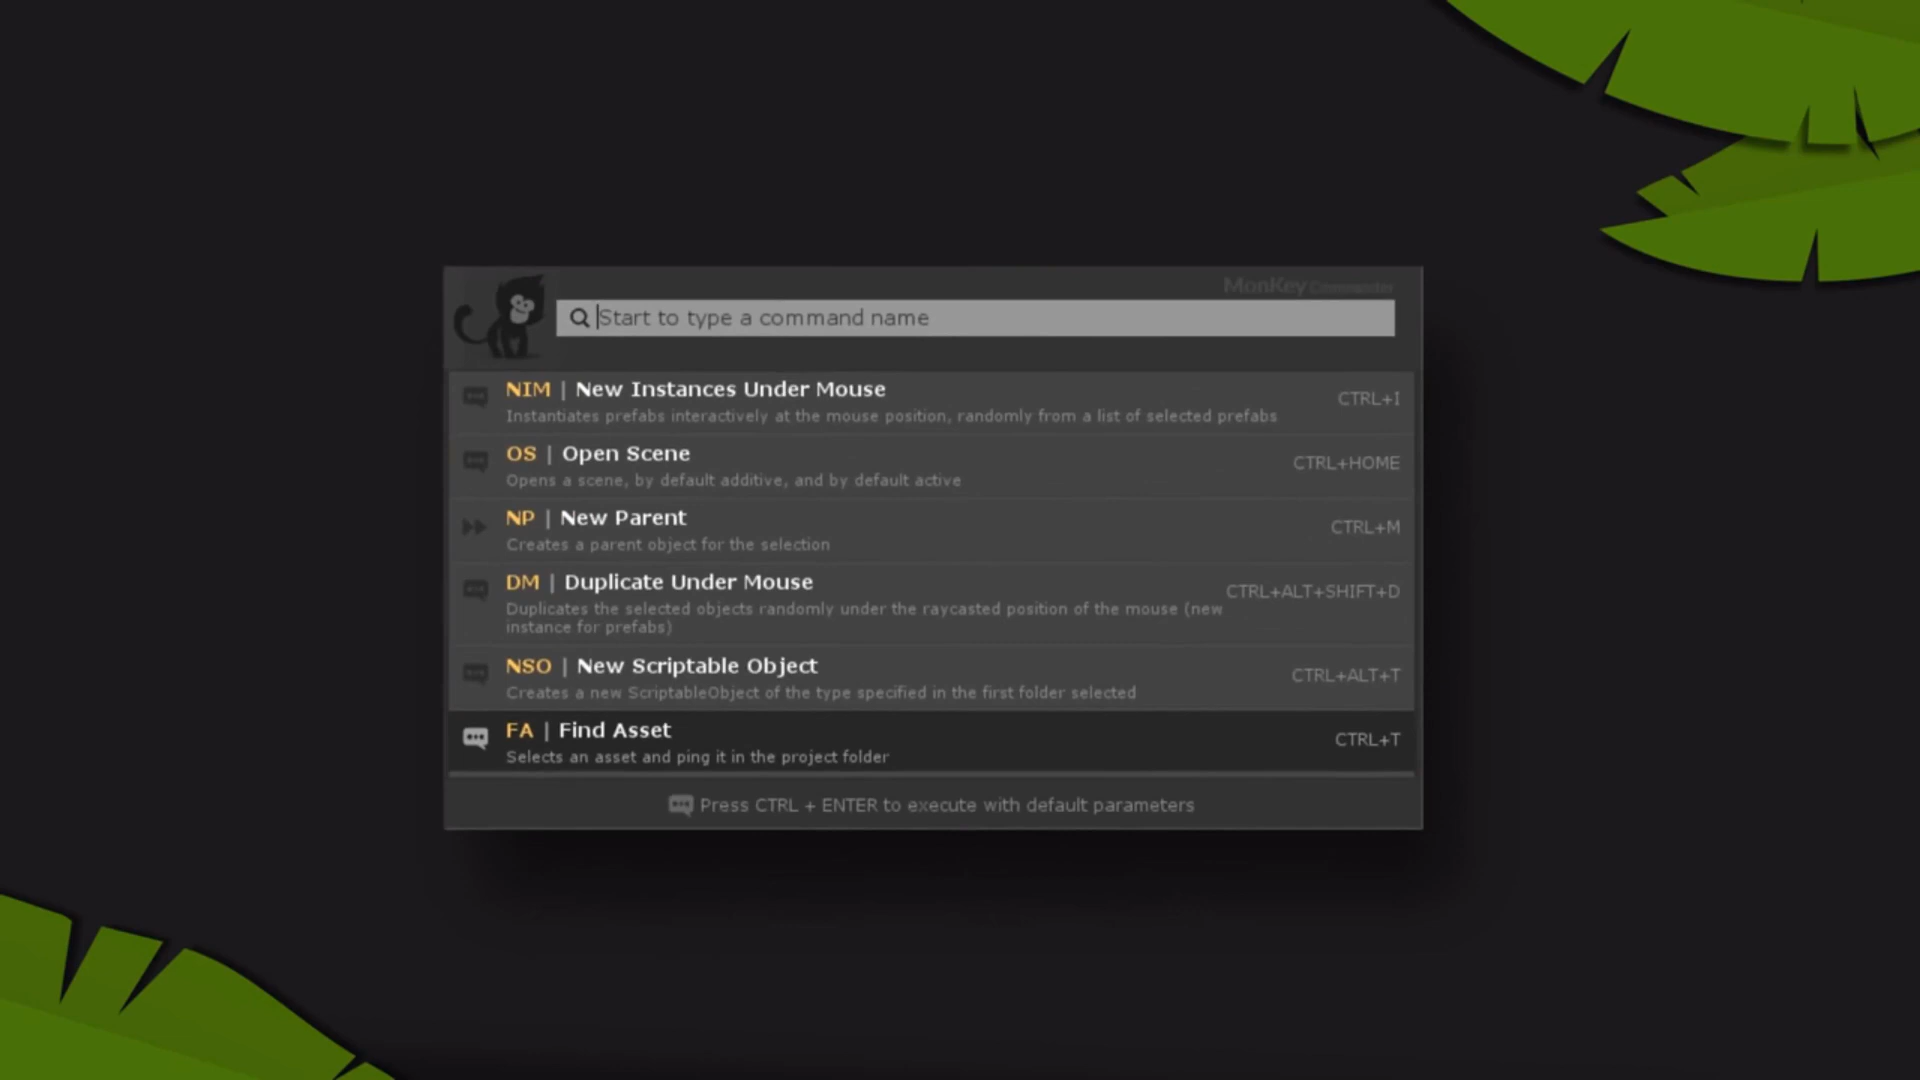 MonKey Commander
Start to type a command name
NIM | New Instances Under Mouse
CTRL+I
Instantiates prefabs interactively at the mouse position, randomly from a list of selected prefabs
OS | Open Scene
CTRL+HOME
Opens a scene, by default additive, and by default active
NP | New Parent
CTRL+M
Creates a parent object for the selection
DM | Duplicate Under Mouse
CTRL+ALT+SHIFT+D
Duplicates the selected objects randomly under the raycasted position of the mouse (new
instance for prefabs)
NSO | New Scriptable Object
CTRL+ALT+T
Creates a new ScriptableObject of the type specified in the first folder selected
FA | Find Asset
CTRL+T
Selects an asset and ping it in the project folder
Press CTRL + ENTER to execute with default parameters